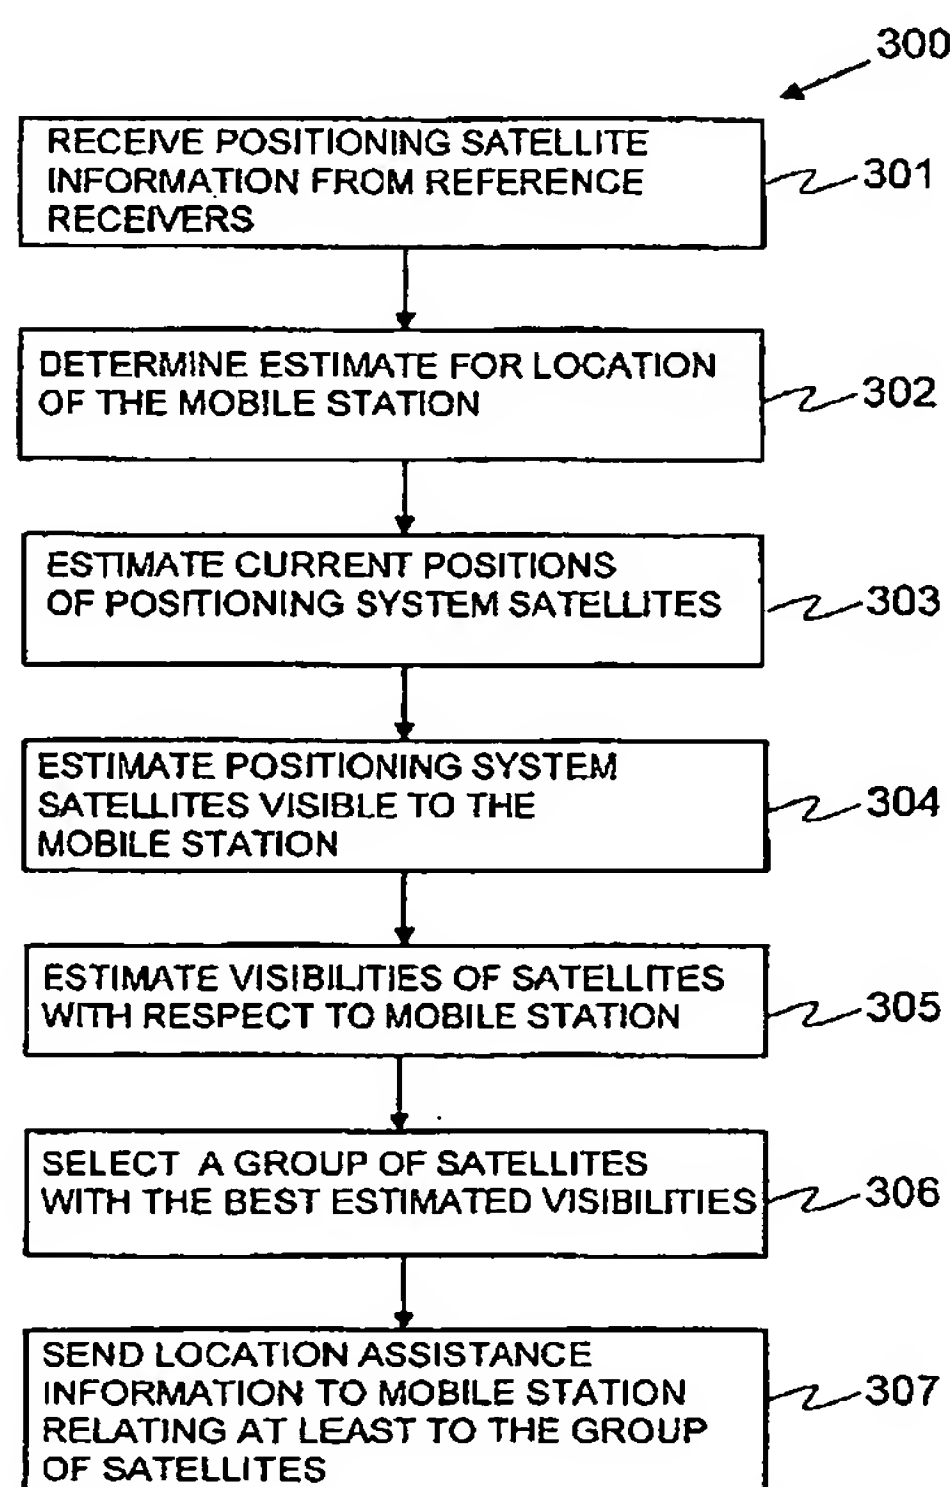 300
RECEIVE POSITIONING SATELLITE
INFORMATION FROM REFERENCE
RECEIVERS
301
DETERMINE ESTIMATE FOR LOCATION
OF THE MOBILE STATION
302
ESTIMATE CURRENT POSITIONS
OF POSITIONING SYSTEM SATELLITES
303
ESTIMATE POSITIONING SYSTEM
SATELLITES VISIBLE TO THE
MOBILE STATION
304
ESTIMATE VISIBILITIES OF SATELLITES
WITH RESPECT TO MOBILE STATION
305
SELECT A GROUP OF SATELLITES
WITH THE BEST ESTIMATED VISIBILITIES
306
SEND LOCATION ASSISTANCE
INFORMATION TO MOBILE STATION
RELATING AT LEAST TO THE GROUP
OF SATELLITES
307